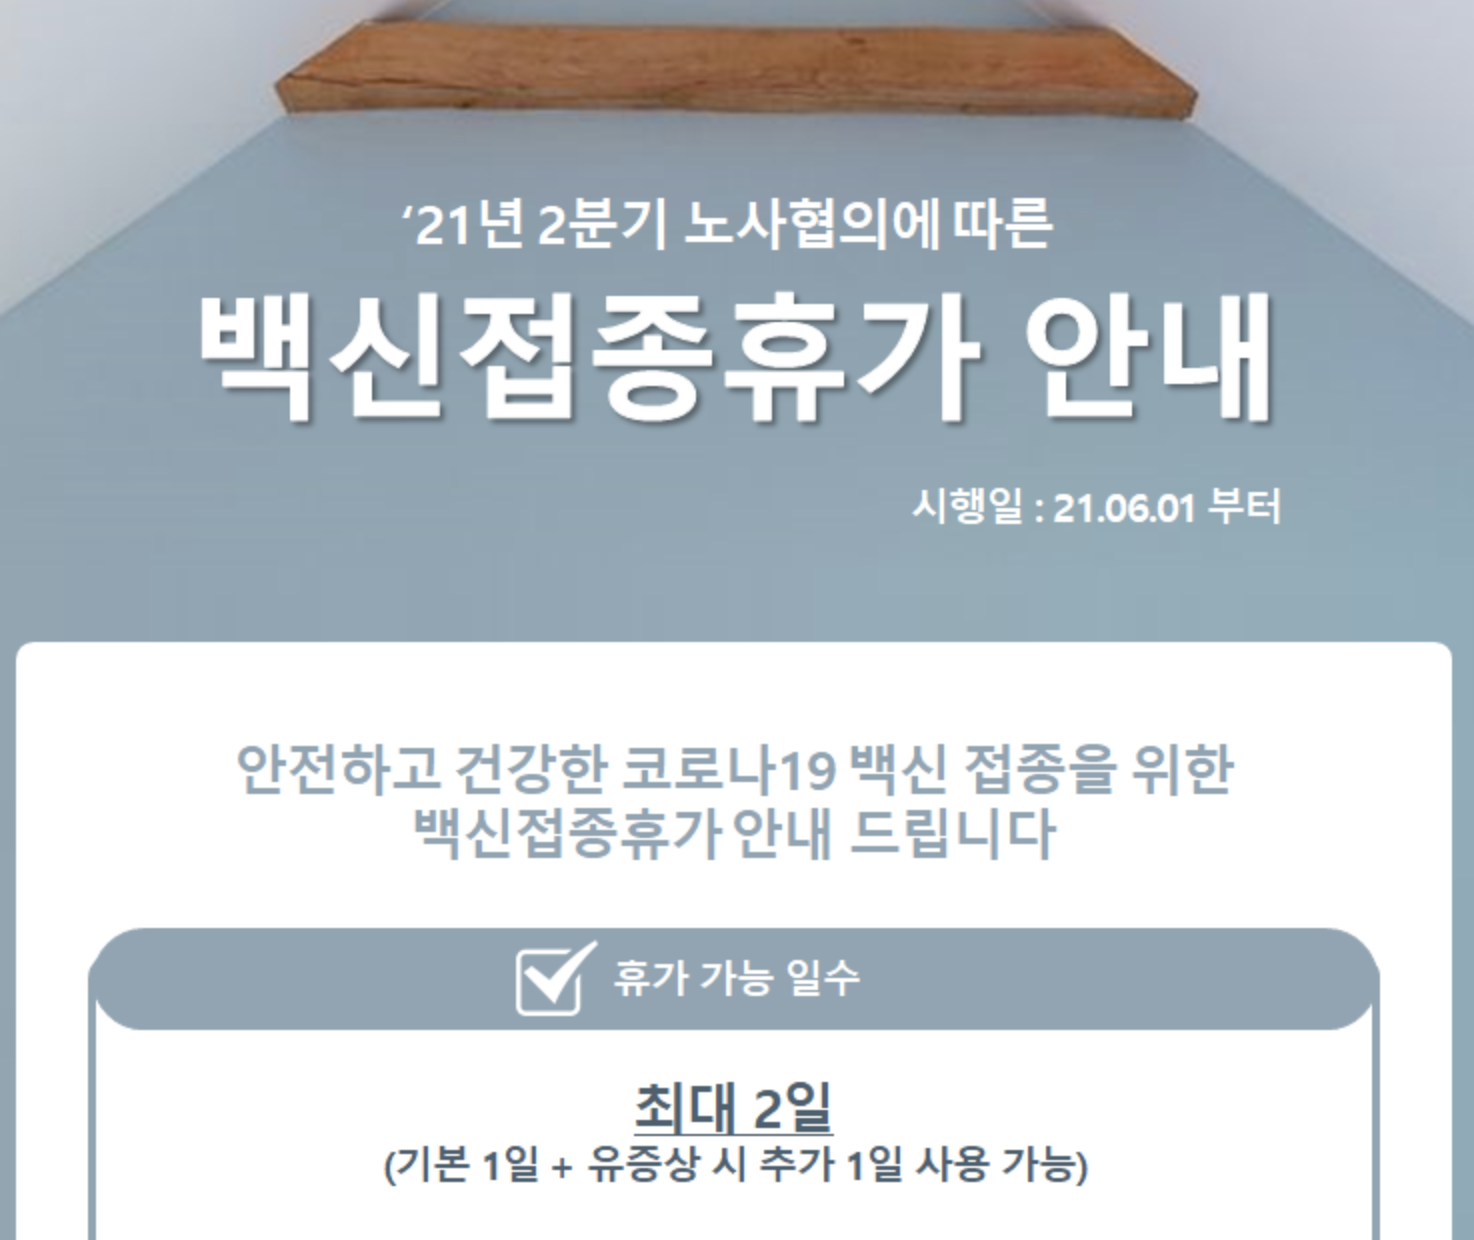 ‘21년 2분기 노사협의에 따른
백신접종휴가 안내
시행일 : 21.06.01 부터
안전하고 건강한 코로나19 백신 접종을 위한
백신접종휴가 안내 드립니다
휴가 가능 일수
최대 2일
(기본 1일 + 유증상 시 추가 1일 사용 가능)